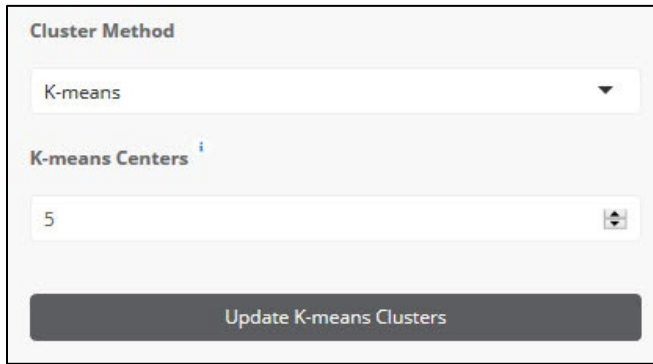 Cluster Method
K-means
K-means Centers i
5
Update K-means Clusters